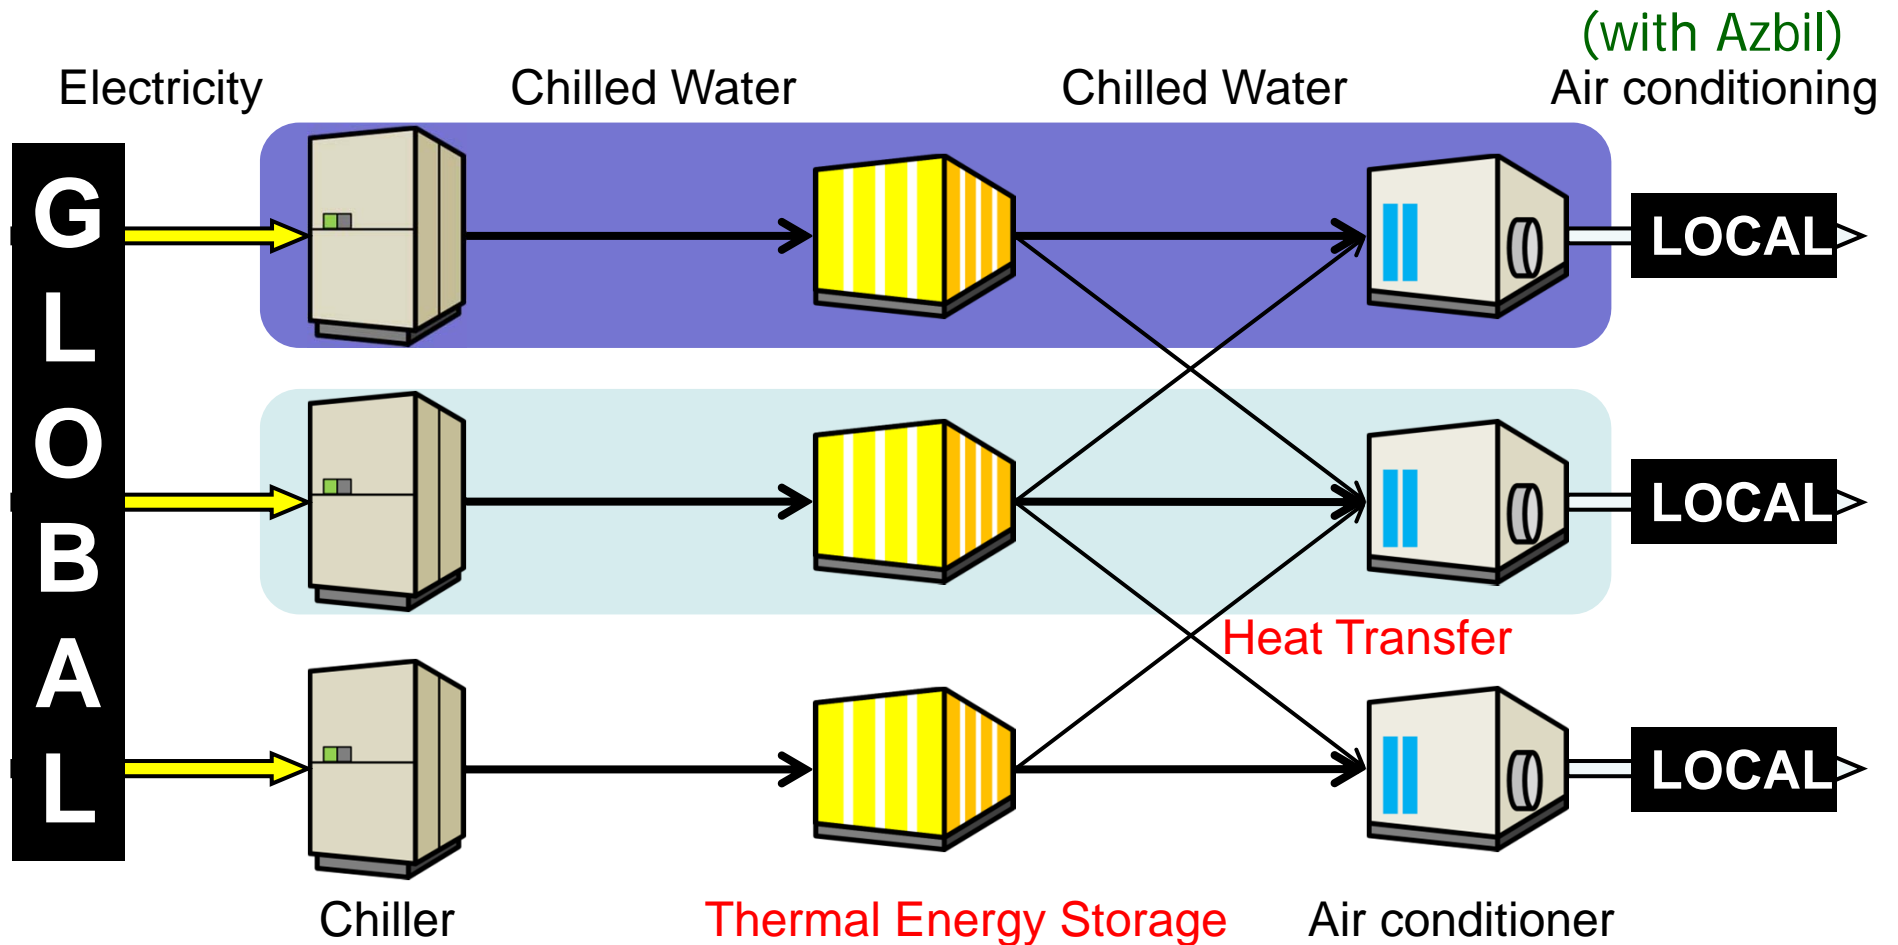 (with Azbil)
Electricity
Chilled Water
Chilled Water
Air conditioning
GLOBAL
LOCAL
LOCAL
Heat Transfer
LOCAL
Chiller
Thermal Energy Storage
Air conditioner